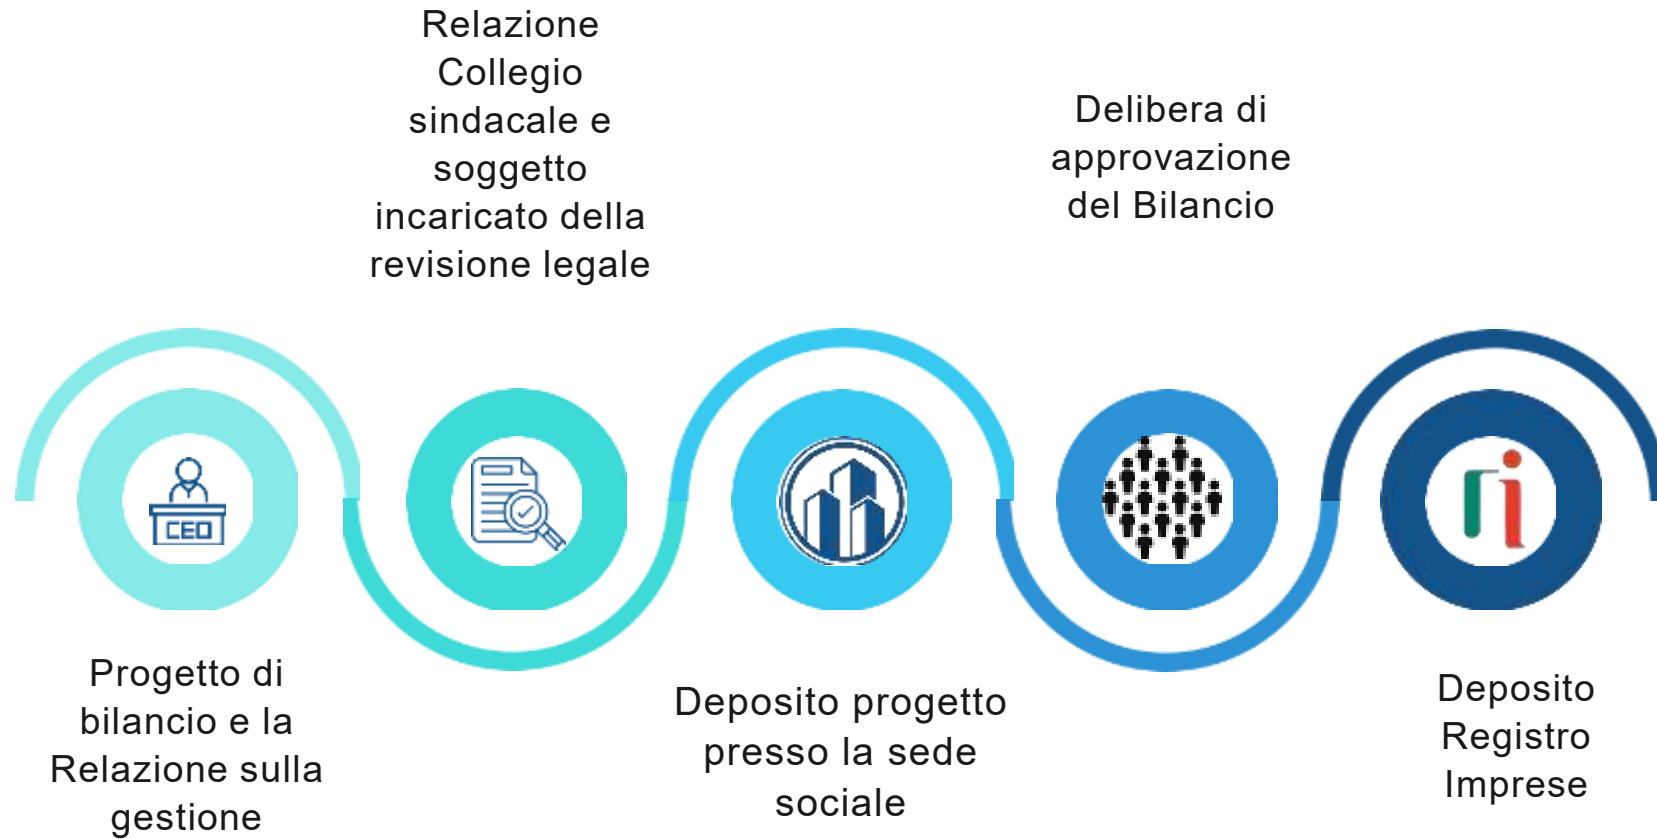 Progetto di
bilancio e la
Relazione sulla
gestione
Relazione
Collegio
sindacale e
soggetto
incaricato della
revisione legale
Deposito progetto
presso la sede
sociale
Delibera di
approvazione
del Bilancio
Deposito
Registro
Imprese
CEO
ri